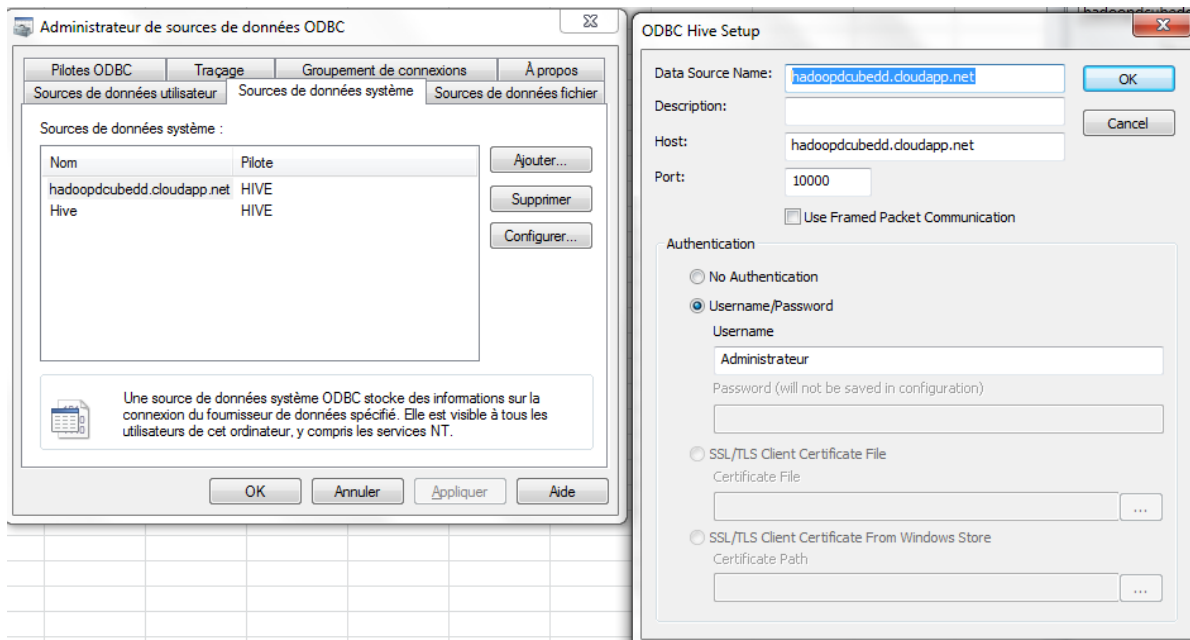 Administrateur de sources de données ODBC
Pilotes ODBC
Traçage
Groupement de connexions
À propos
Sources de données utilisateur
Sources de données système
Sources de données fichier
Sources de données système :
Nom
Pilote
hadoopdcubedd.cloudapp.net
HIVE
Hive
HIVE
Ajouter...
Supprimer
Configurer...
Une source de données système ODBC stocke des informations sur la
connexion du fournisseur de données spécifié. Elle est visible à tous les
utilisateurs de cet ordinateur, y compris les services NT.
OK
Annuler
Appliquer
Aide
ODBC Hive Setup
Data Source Name:
hadoopdcubedd.cloudapp.net
OK
Description:
Cancel
Host:
hadoopdcubedd.cloudapp.net
Port:
10000
Use Framed Packet Communication
Authentication
No Authentication
Username/Password
Username
Administrateur
Password (will not be saved in configuration)
SSL/TLS Client Certificate File
Certificate File
...
SSL/TLS Client Certificate From Windows Store
Certificate Path
...